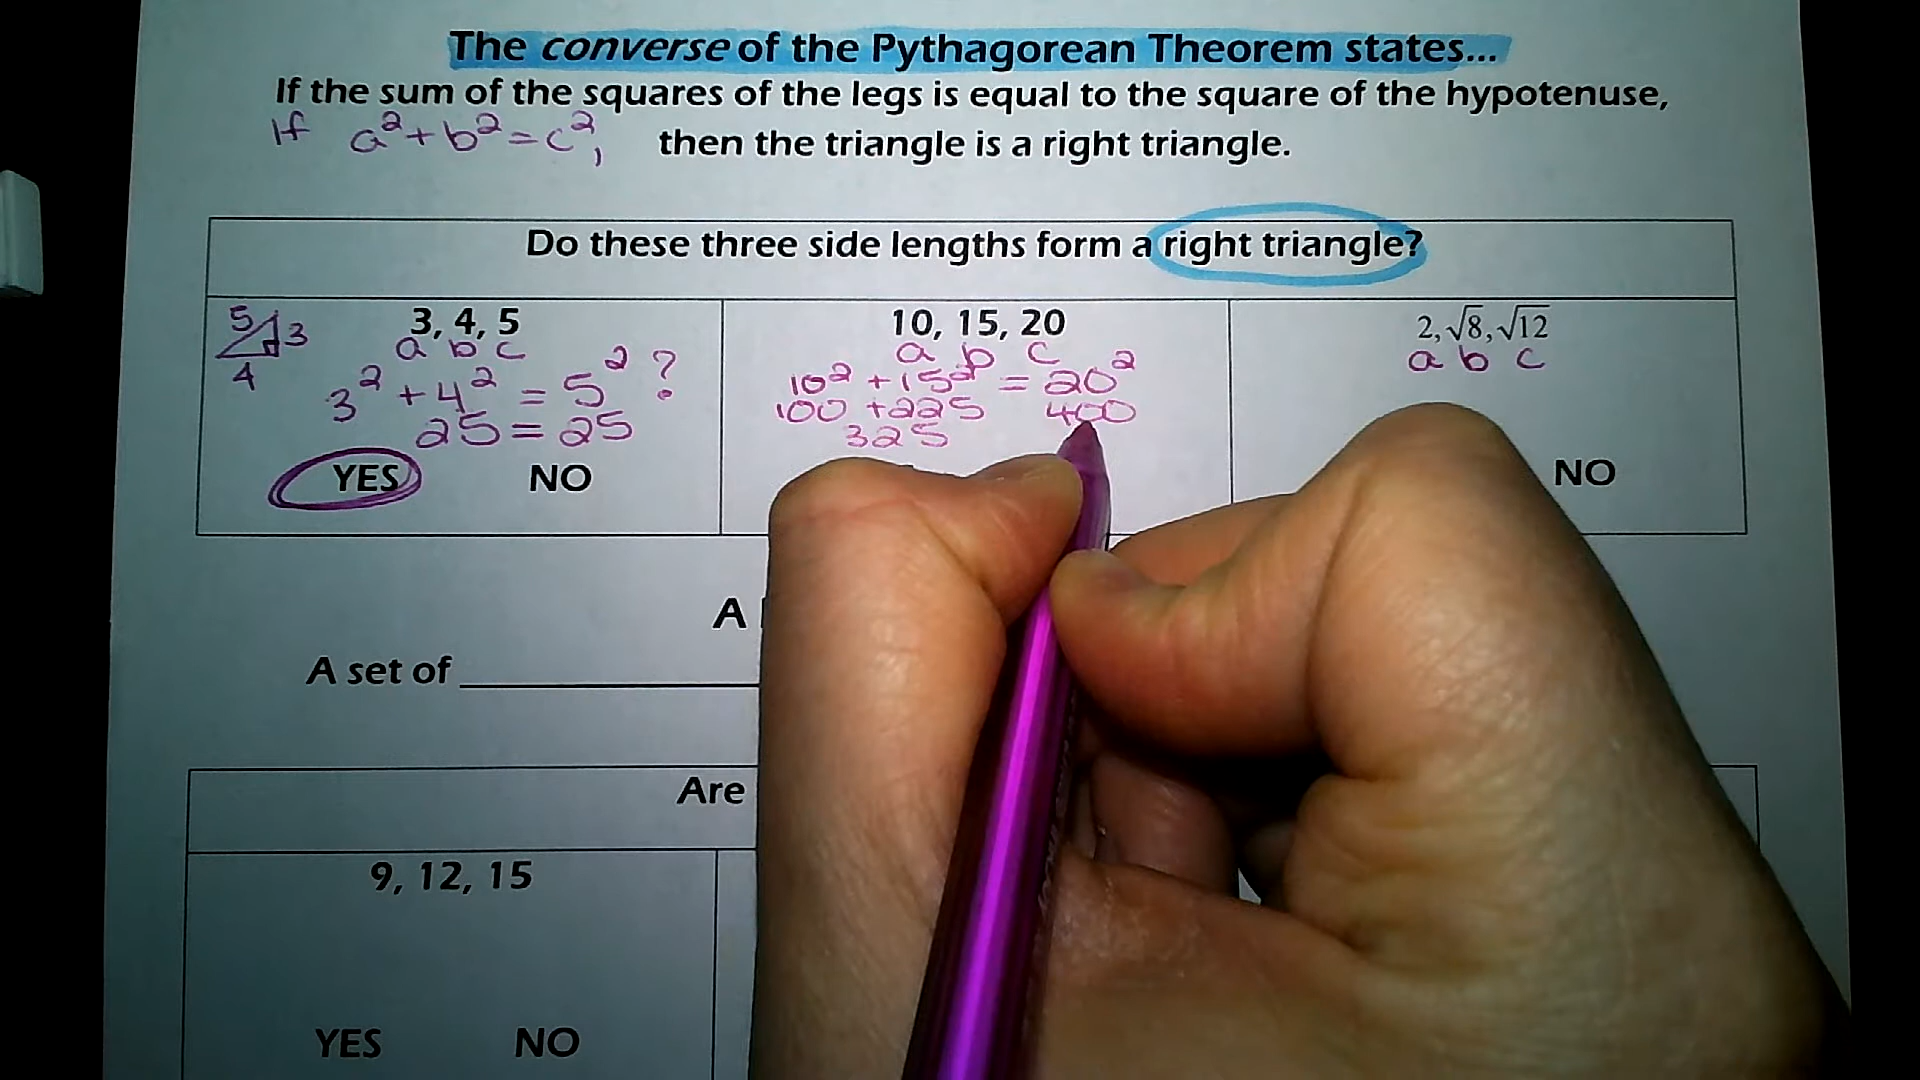 The converse of the Pythagorean Theorem states...
If the sum of the squares of the legs is equal to the square of the hypotenuse,
If a²+b²=c², then the triangle is a right triangle.
Do these three side lengths form a right triangle?
5 3
4
3, 4, 5
a b c
3² + 4² = 5² ?
25 = 25
YES NO
10, 15, 20
a b c
10² + 15² = 20²
100 + 225 400
325
2, √8, √12
a b c
NO
A
A set of
Are
9, 12, 15
YES NO